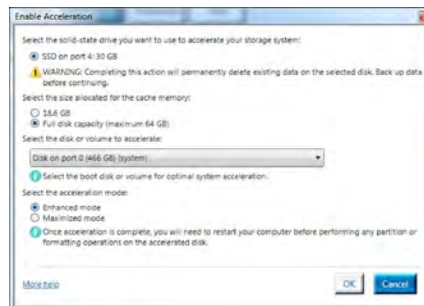 Enable Acceleration
Select the solid-state drive you want to use to accelerate your storage system:
SSD on port 4: 30 GB
WARNING: Completing this action will permanently delete existing data on the selected disk. Back up data
before continuing.
Select the size allocated for the cache memory:
18.6 GB
Full disk capacity (maximum 64 GB)
Select the disk or volume to accelerate:
Disk on port 0 (466 GB) (system)
Select the boot disk or volume for optimal system acceleration.
Select the acceleration mode:
Enhanced mode
Maximized mode
Once acceleration is complete, you will need to restart your computer before performing any partition or
formatting operations on the accelerated disk.
More help
OK
Cancel